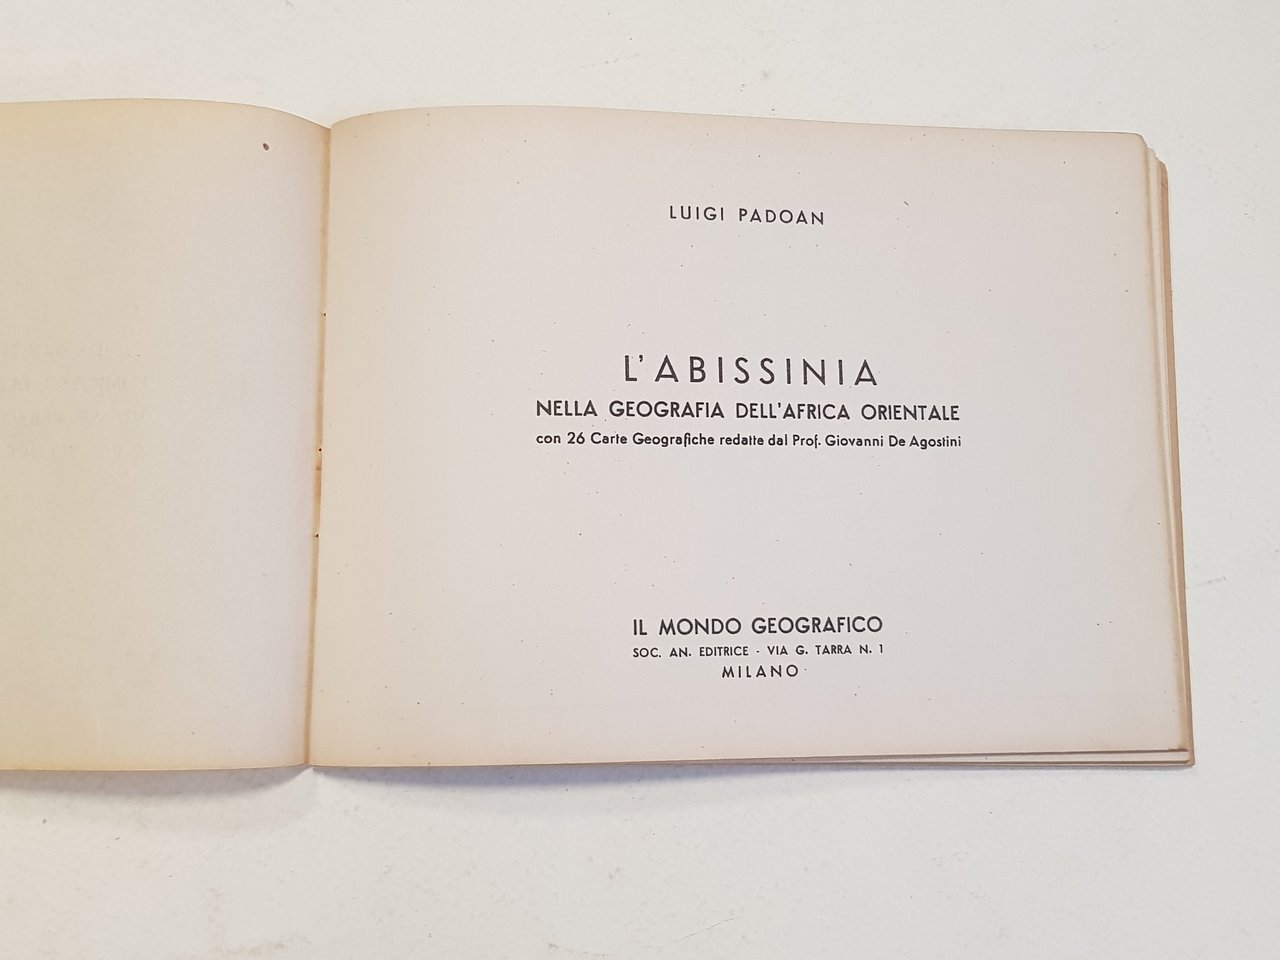 LUIGI PADOAN
L'ABISSINIA
NELLA GEOGRAFIA DELL'AFRICA ORIENTALE
con 26 Carte Geografiche redatte dal Prof. Giovanni De Agostini
IL MONDO GEOGRAFICO
SOC. AN. EDITRICE - VIA G. TARRA N. 1
MILANO